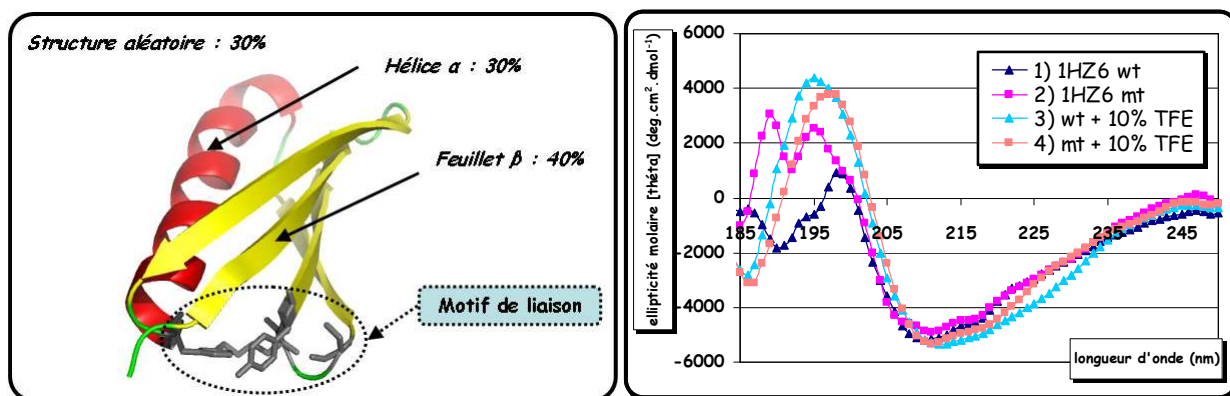 Structure aléatoire : 30%
Hélice α : 30%
Feuillet β : 40%
Motif de liaison
ellipticité molaire [thêta] (deg.cm².dmol⁻¹)
6000
4000
2000
0
-2000
-4000
-6000
185
195
205
215
225
235
245
1) 1HZ6 wt
2) 1HZ6 mt
3) wt + 10% TFE
4) mt + 10% TFE
longueur d'onde (nm)